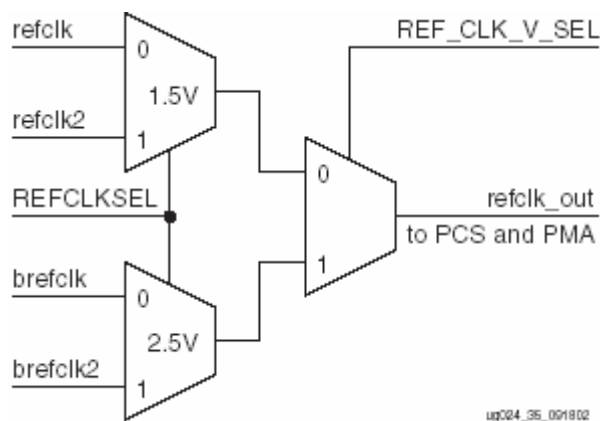 refclk
REF_CLK_V_SEL
0
1.5V
refclk2
1
0
REFCLKSEL
refclk_out
to PCS and PMA
1
brefclk
0
2.5V
brefclk2
1
ug024_35_091802